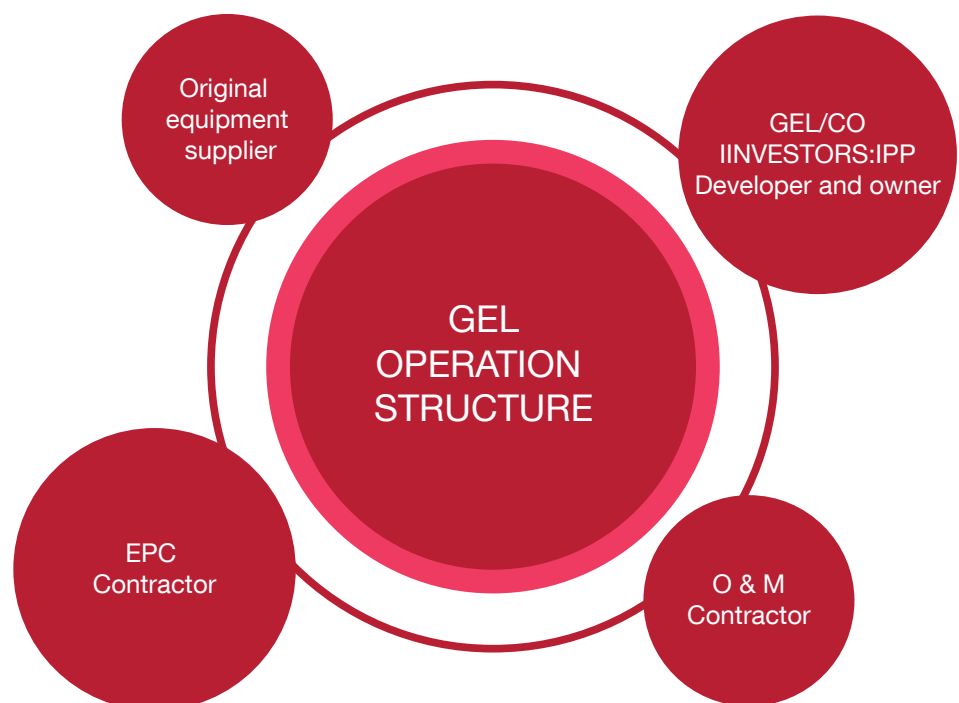 Original
equipment
supplier
GEL/CO
IINVESTORS:IPP
Developer and owner
GEL
OPERATION
STRUCTURE
EPC
Contractor
O & M
Contractor